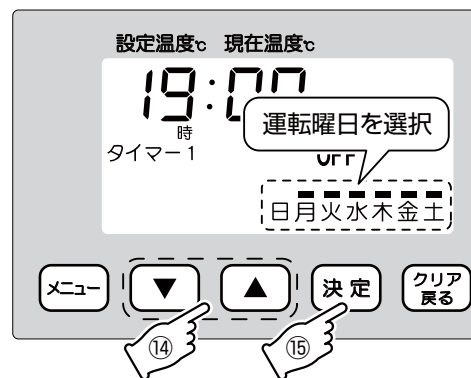 設定温度℃ 現在温度℃
19:00
時
運転曜日を選択
タイマー1
OFF
日月火水木金土
メニュー ▼ ▲ 決定 クリア
戻る
⑭ ⑮